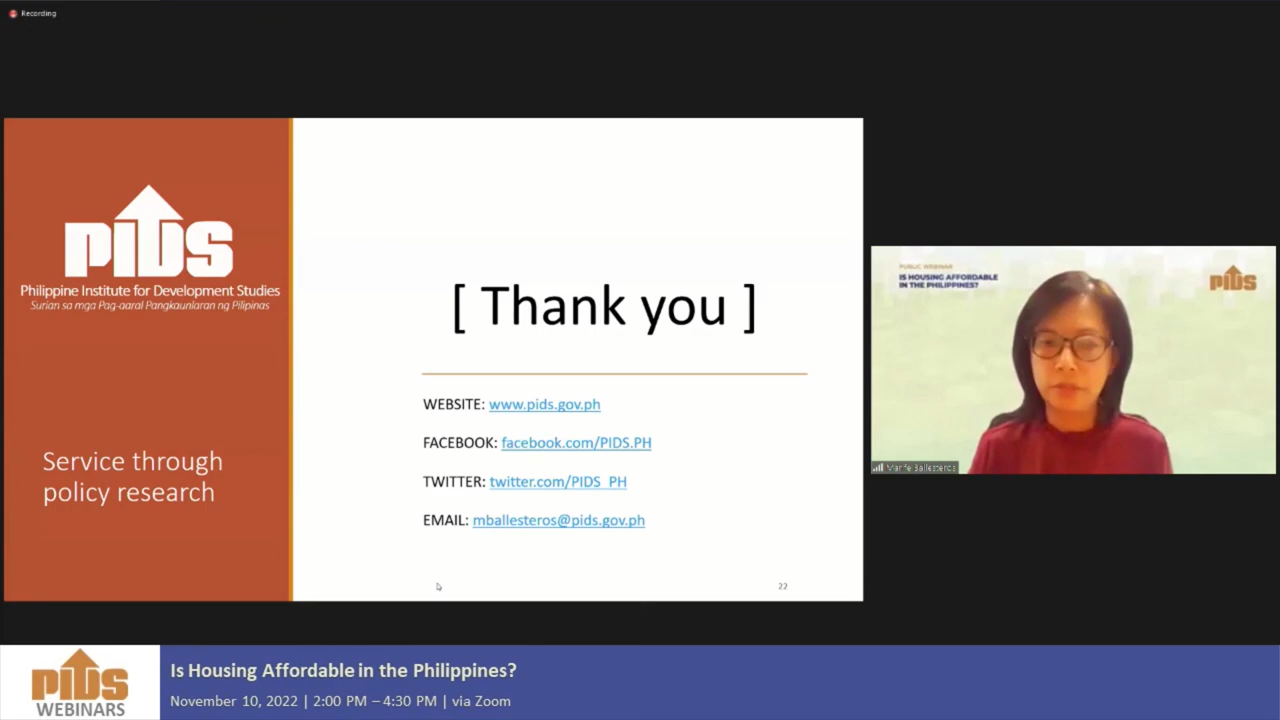 Recording
PIDS
Philippine Institute for Development Studies
Surian sa mga Pag-aaral Pangkaunlaran ng Pilipinas
Service through
policy research
[ Thank you ]
WEBSITE: www.pids.gov.ph
FACEBOOK: facebook.com/PIDS.PH
TWITTER: twitter.com/PIDS_PH
EMAIL: mballesteros@pids.gov.ph
22
PUBLIC WEBINAR
IS HOUSING AFFORDABLE
IN THE PHILIPPINES?
PIDS
Marife Ballesteros
PIDS
WEBINARS
Is Housing Affordable in the Philippines?
November 10, 2022 | 2:00 PM – 4:30 PM | via Zoom